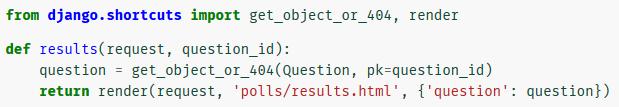 from django.shortcuts import get_object_or_404, render
def results(request, question_id):
    question = get_object_or_404(Question, pk=question_id)
    return render(request, 'polls/results.html', {'question': question})